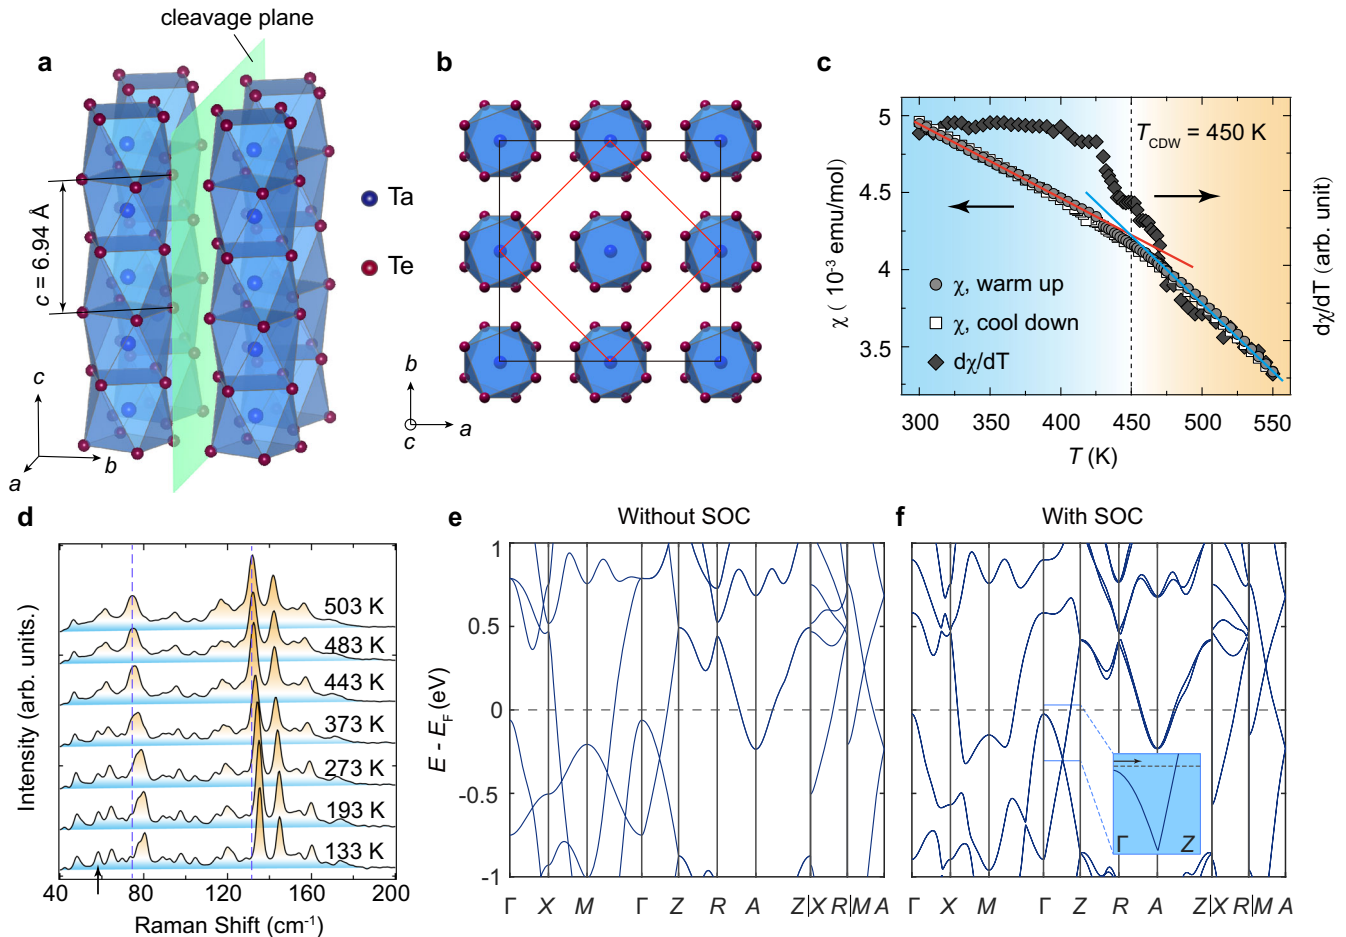 cleavage plane
a
c = 6.94 Å
Ta
Te
c
b
a
b
b
c
a
c
T_CDW = 450 K
χ, warm up
χ, cool down
dχ/dT
5
4.5
4
3.5
χ ( 10⁻³ emu/mol)
dχ/dT (arb. unit)
300
350
400
450
500
550
T (K)
d
503 K
483 K
443 K
373 K
273 K
193 K
133 K
Intensity (arb. units.)
40
80
120
160
200
Raman Shift (cm⁻¹)
e
Without SOC
1
0.5
0
-0.5
-1
E - E_F (eV)
Γ X M Γ Z R A Z|X R|M A
f
With SOC
Γ Z
Γ X M Γ Z R A Z|X R|M A